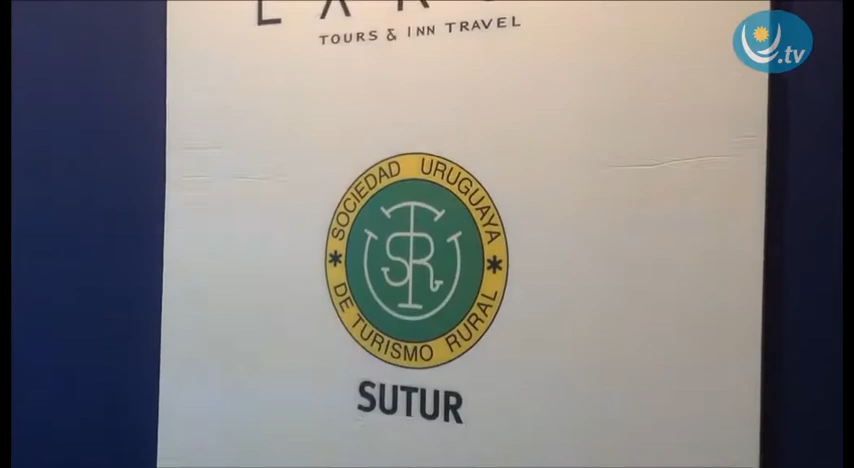 TOURS & INN TRAVEL
.tv
SOCIEDAD URUGUAYA
* DE TURISMO RURAL *
SUTUR